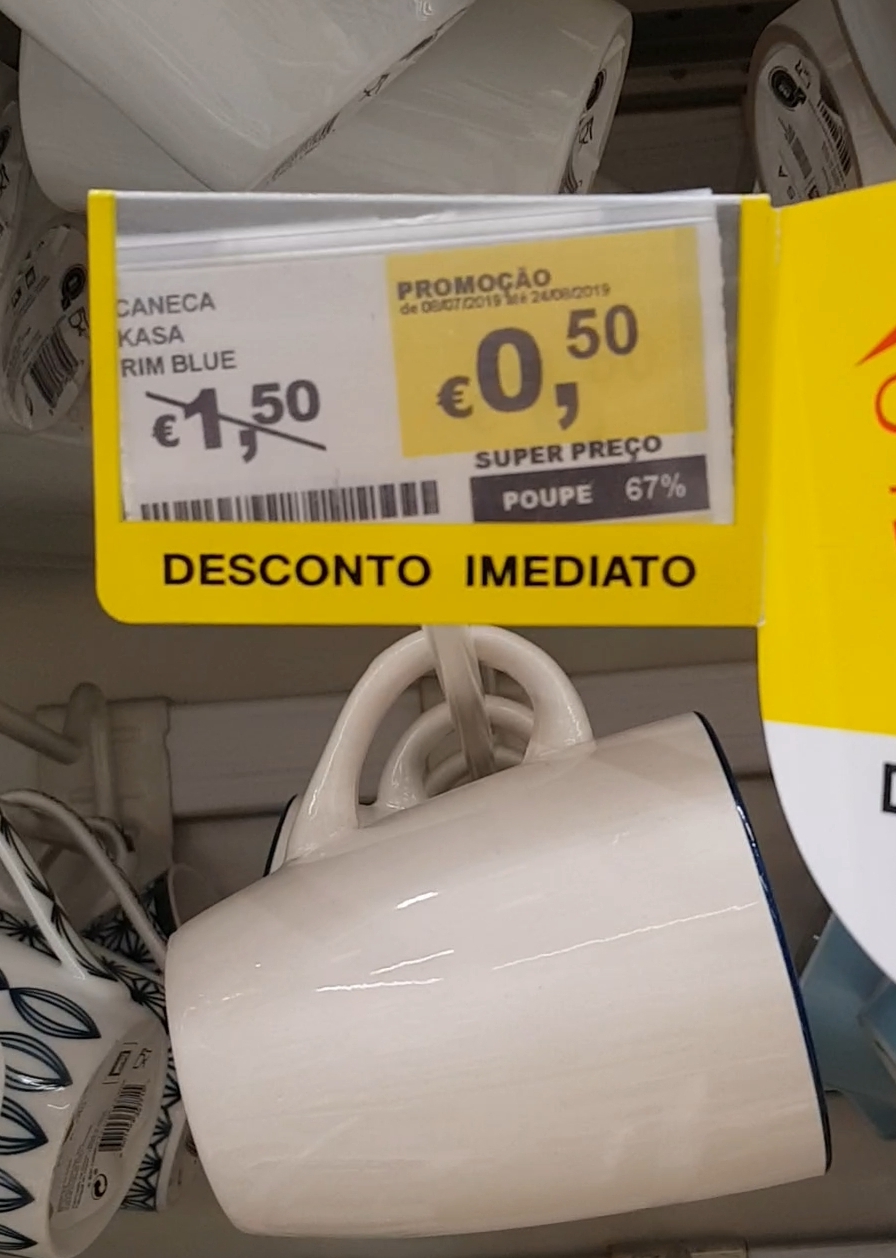 CANECA
KASA
RIM BLUE
€1,50
PROMOÇÃO
de 08/07/2019 até 24/08/2019
€0,50
SUPER PREÇO
POUPE 67%
DESCONTO IMEDIATO